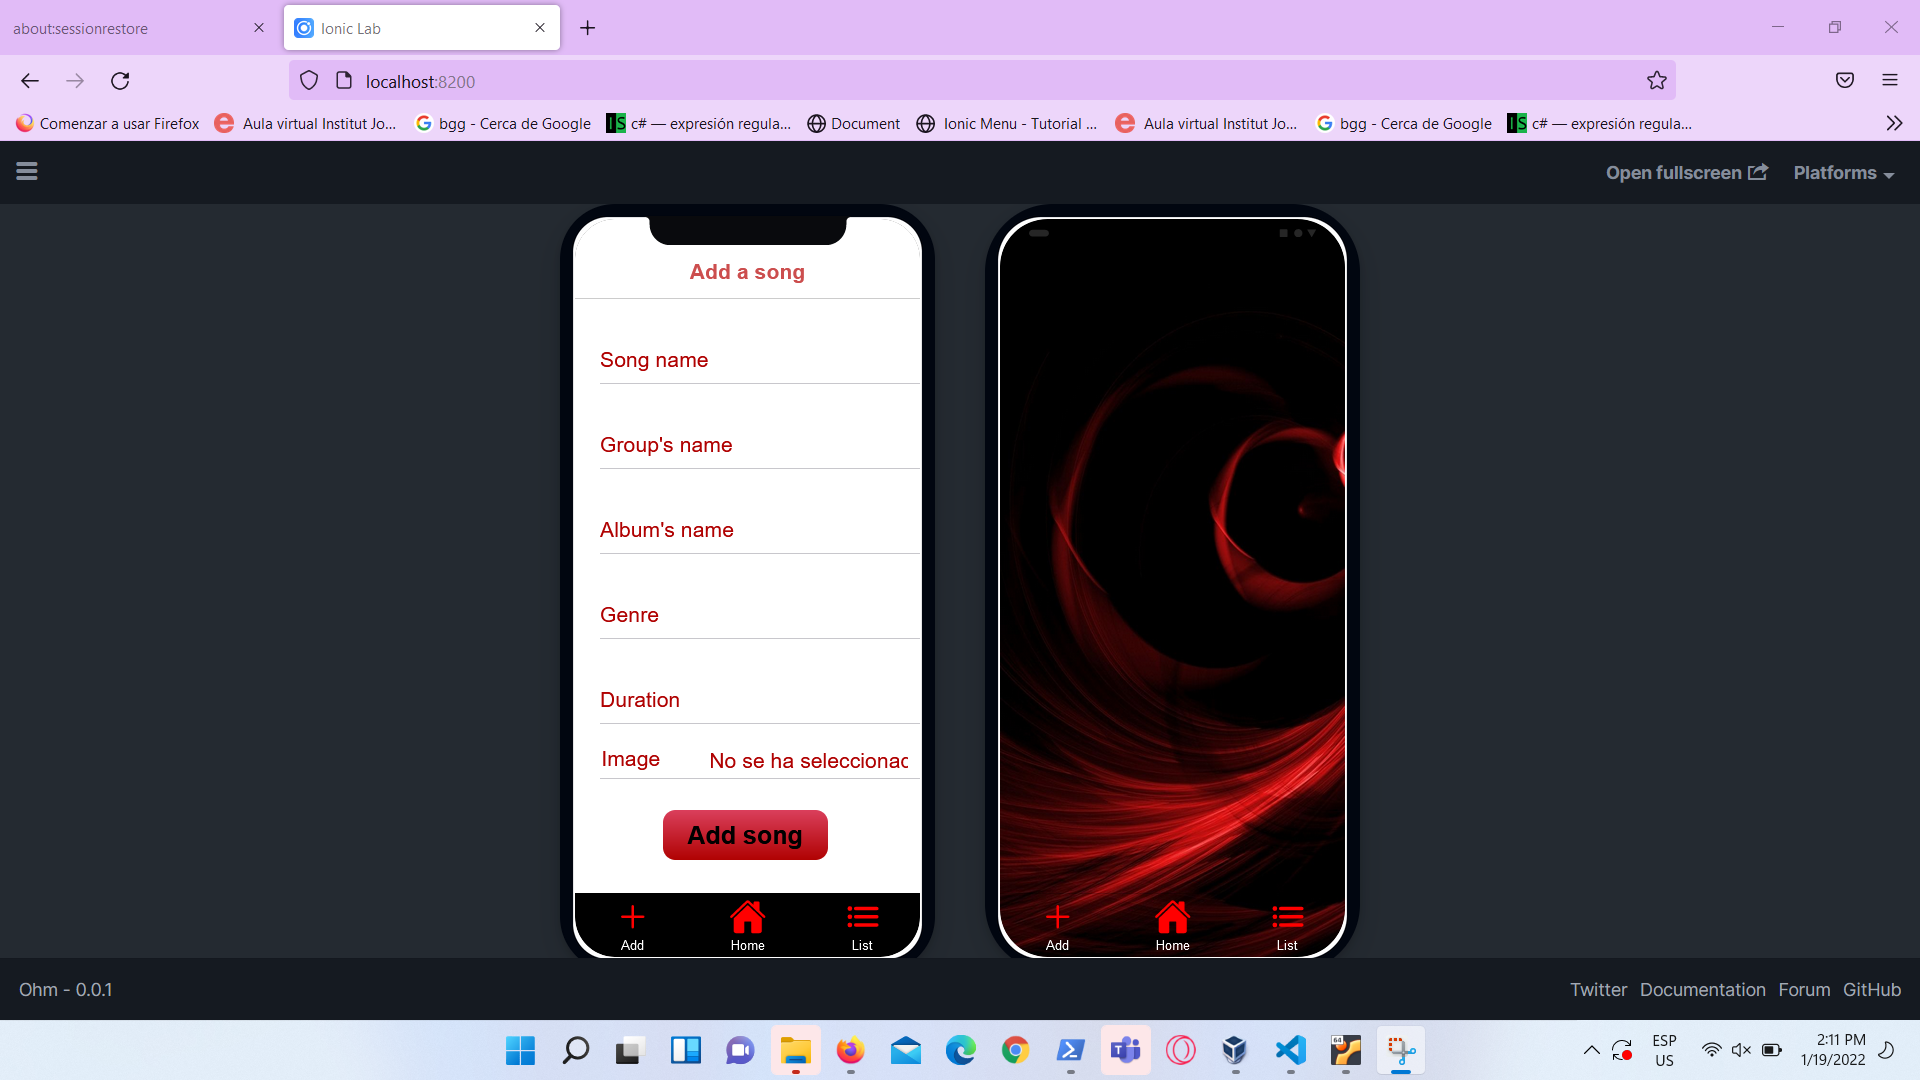 about:sessionrestore
Ionic Lab
localhost:8200
Comenzar a usar Firefox
Aula virtual Institut Jo...
bgg - Cerca de Google
IS
c# — expresión regula...
Document
Ionic Menu - Tutorial ...
Aula virtual Institut Jo...
bgg - Cerca de Google
IS
c# — expresión regula...
Open fullscreen
Platforms
Add a song
Song name
Group's name
Album's name
Genre
Duration
Image
No se ha seleccionac
Add song
Add
Home
List
Add
Home
List
Ohm - 0.0.1
Twitter
Documentation
Forum
GitHub
64
ESP
US
2:11 PM
1/19/2022